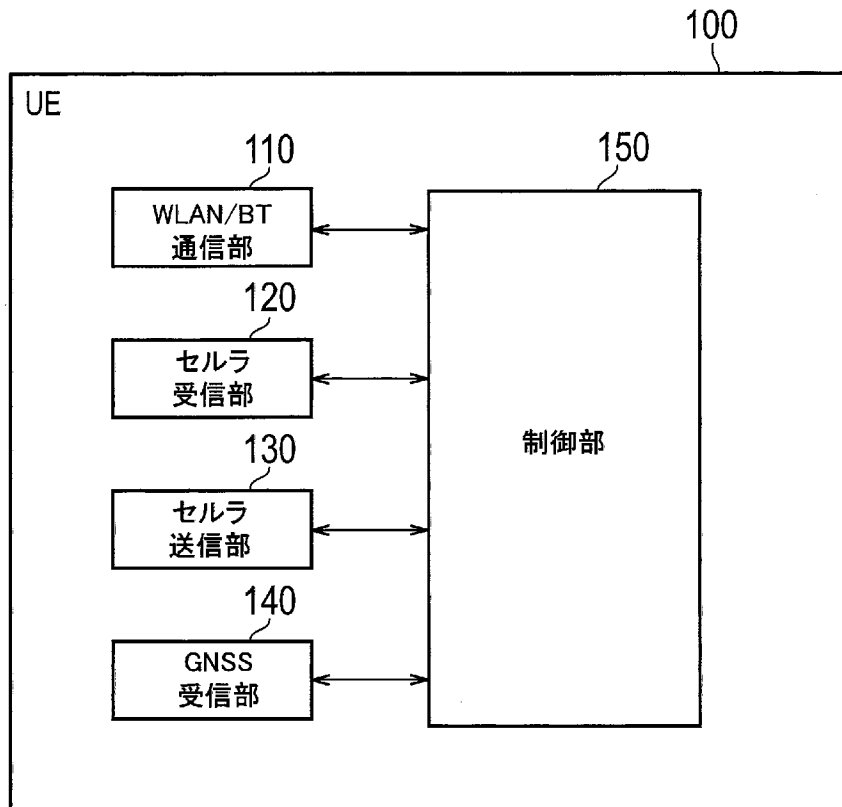 100
UE
110
150
WLAN/BT
通信部
120
セルラ
受信部
制御部
130
セルラ
送信部
140
GNSS
受信部